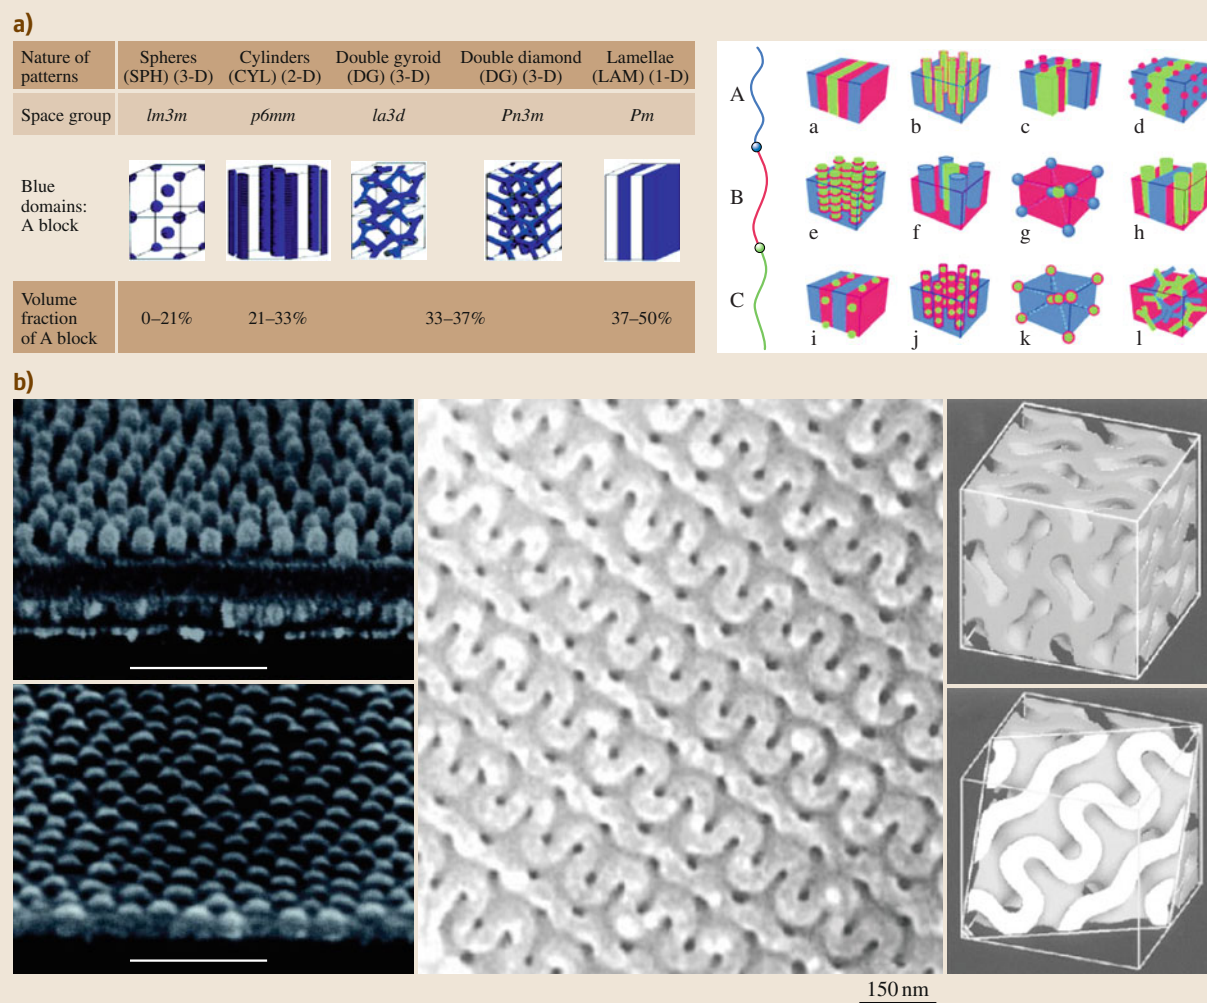 a)
Nature of
patterns
Spheres
(SPH) (3-D)
Cylinders
(CYL) (2-D)
Double gyroid
(DG) (3-D)
Double diamond
(DG) (3-D)
Lamellae
(LAM) (1-D)
Space group
lm3m
p6mm
la3d
Pn3m
Pm
Blue
domains:
A block
Volume
fraction
of A block
0–21%
21–33%
33–37%
37–50%
A
B
C
a b c d
e f g h
i j k l
b)
150 nm